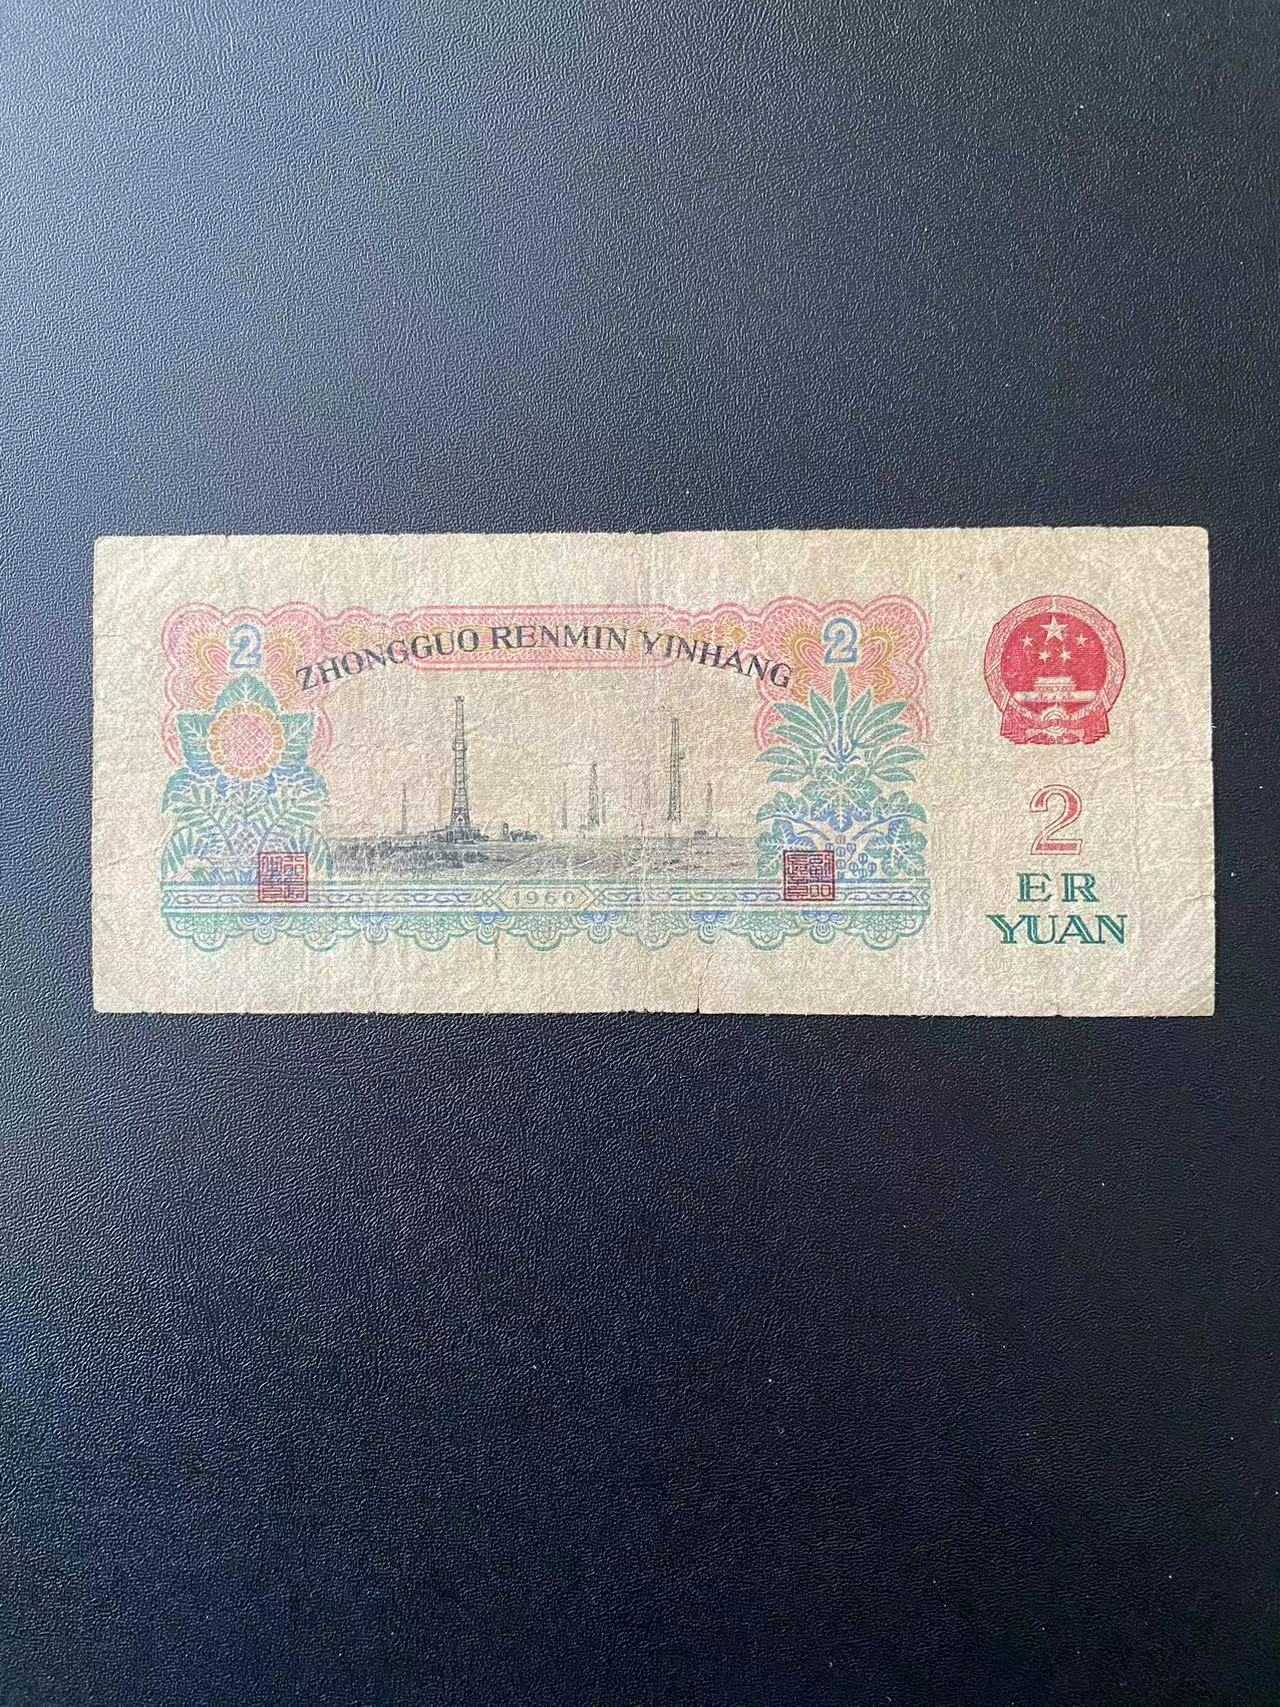 2
ZHONGGUO RENMIN YINHANG
2
1960
2
ER
YUAN